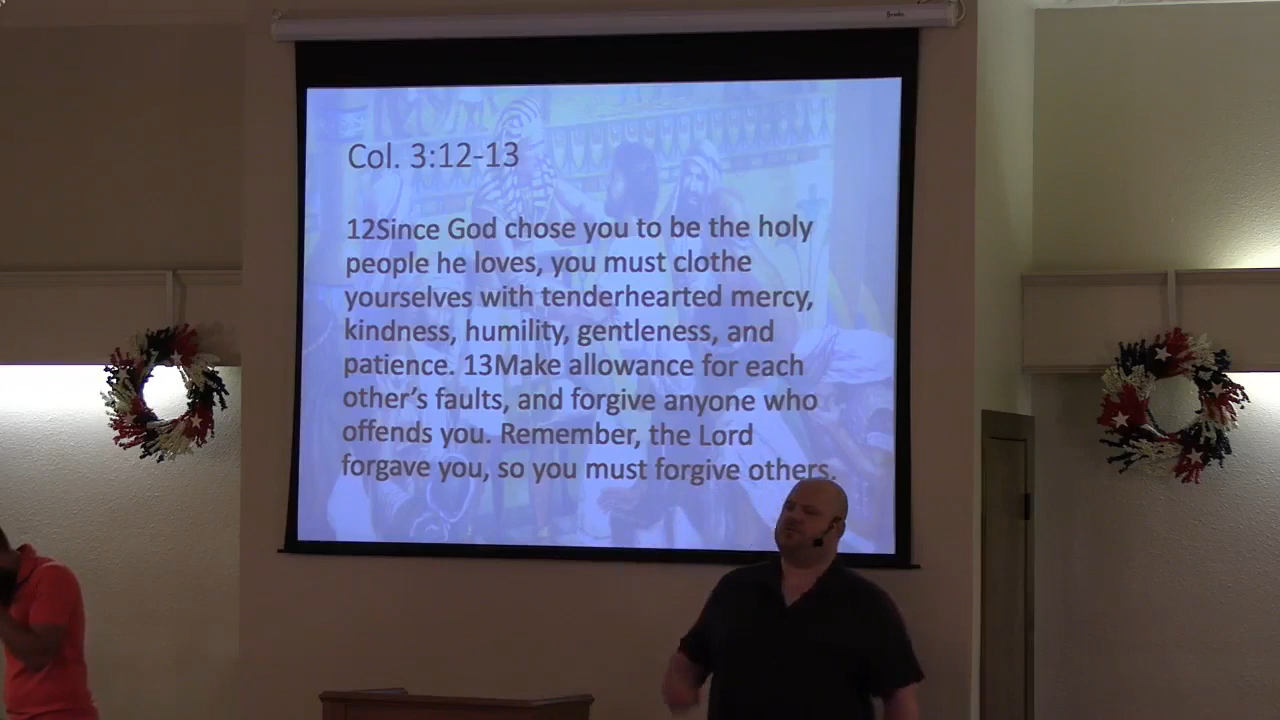 Col. 3:12-13
12Since God chose you to be the holy
people he loves, you must clothe
yourselves with tenderhearted mercy,
kindness, humility, gentleness, and
patience. 13Make allowance for each
other’s faults, and forgive anyone who
offends you. Remember, the Lord
forgave you, so you must forgive others.